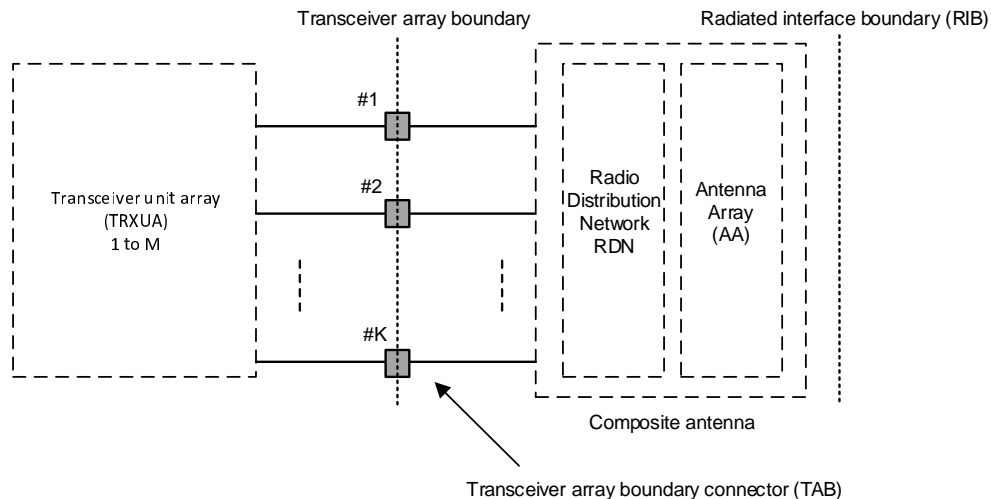 Transceiver array boundary
Radiated interface boundary (RIB)
#1
#2
#K
Transceiver unit array
(TRXUA)
1 to M
Radio
Distribution
Network
RDN
Antenna
Array
(AA)
Composite antenna
Transceiver array boundary connector (TAB)